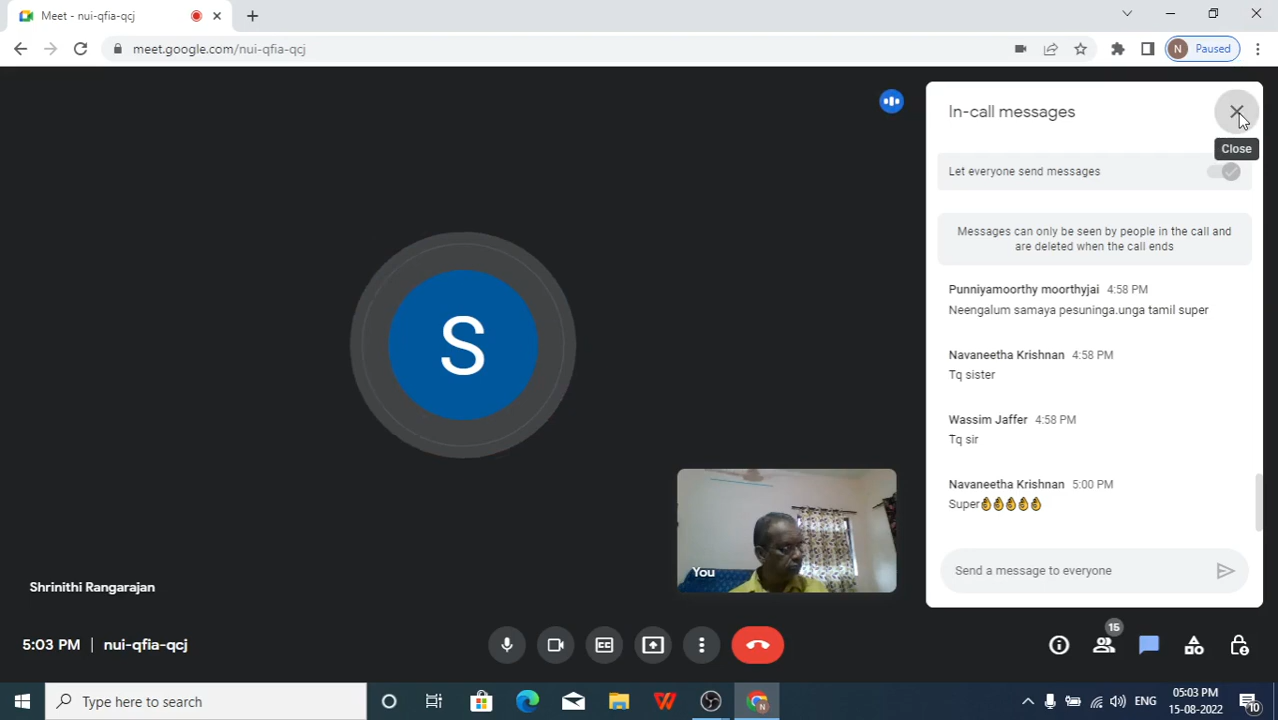 Meet - nui-qfia-qcj
meet.google.com/nui-qfia-qcj
N Paused
In-call messages
Close
Let everyone send messages
Messages can only be seen by people in the call and
are deleted when the call ends
Punniyamoorthy moorthyjai 4:58 PM
Neengalum samaya pesuninga.unga tamil super
Navaneetha Krishnan 4:58 PM
Tq sister
Wassim Jaffer 4:58 PM
Tq sir
Navaneetha Krishnan 5:00 PM
Super👌👌👌👌👌
Send a message to everyone
S
You
Shrinithi Rangarajan
5:03 PM | nui-qfia-qcj
CC
15
Type here to search
W
N
ENG
05:03 PM
15-08-2022
10